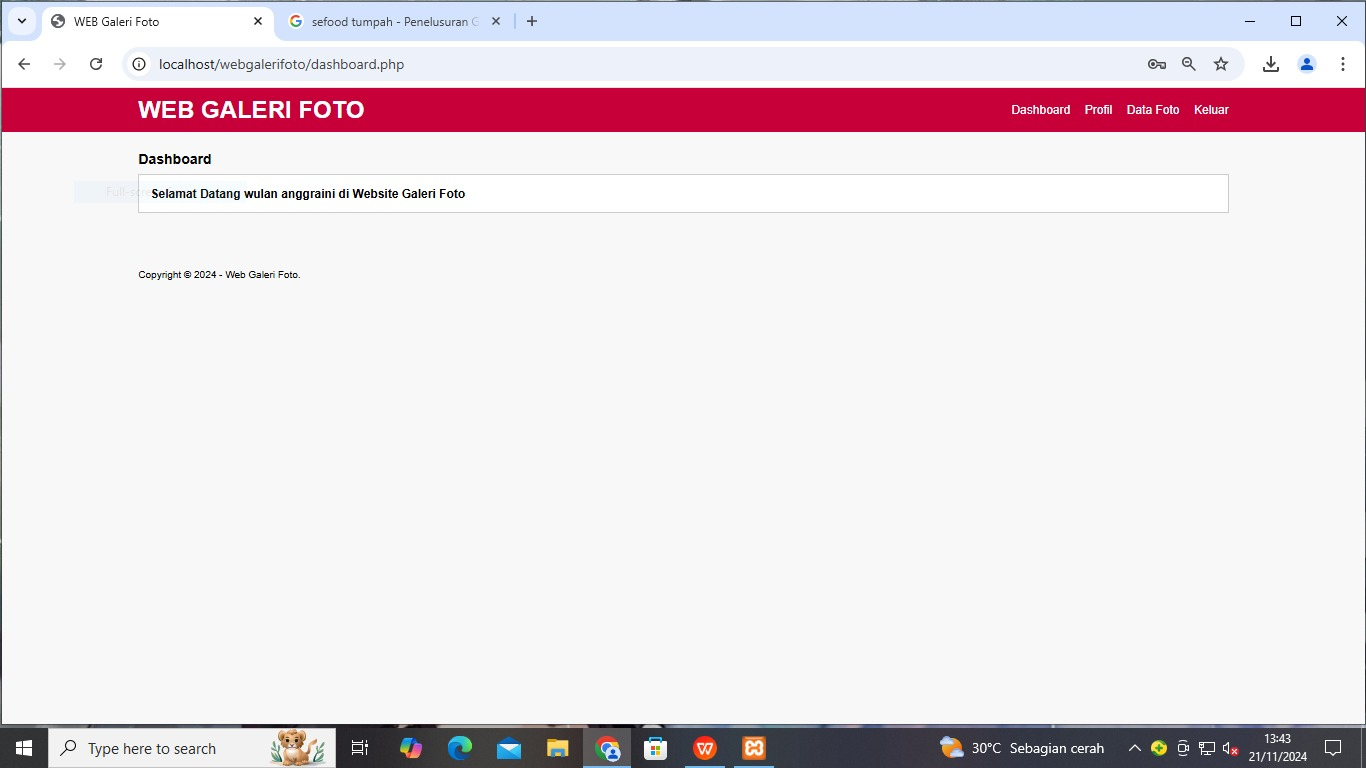 WEB Galeri Foto
sefood tumpah - Penelusuran G
localhost/webgalerifoto/dashboard.php
WEB GALERI FOTO
Dashboard Profil Data Foto Keluar
Dashboard
Selamat Datang wulan anggraini di Website Galeri Foto
Copyright © 2024 - Web Galeri Foto.
Type here to search
30°C Sebagian cerah
13:43
21/11/2024